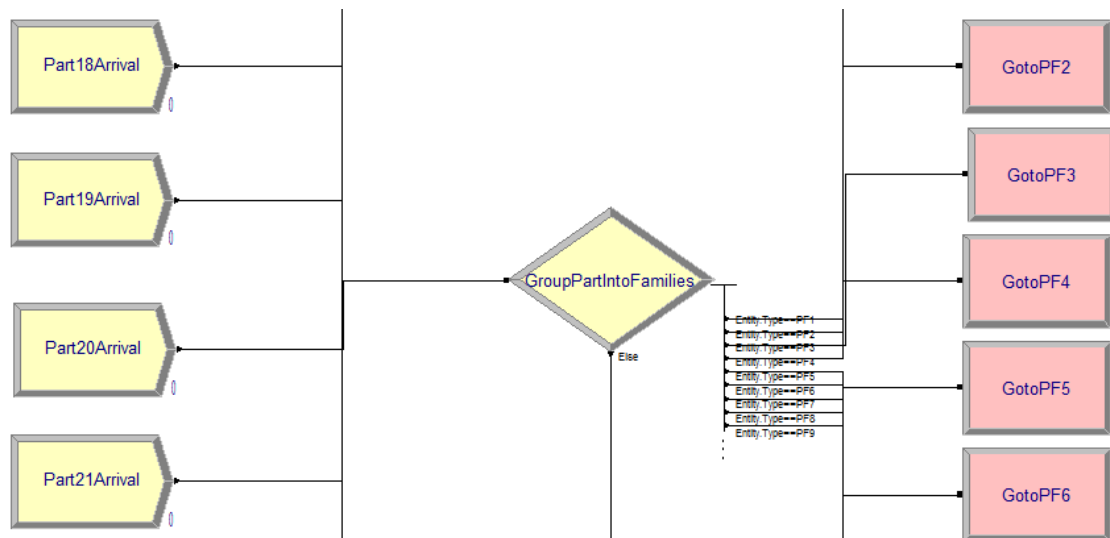 Part18Arrival
0
Part19Arrival
0
Part20Arrival
0
Part21Arrival
0
GroupPartIntoFamilies
Else
Entity.Type==PF1
Entity.Type==PF2
Entity.Type==PF3
Entity.Type==PF4
Entity.Type==PF5
Entity.Type==PF6
Entity.Type==PF7
Entity.Type==PF8
Entity.Type==PF9
GotoPF2
GotoPF3
GotoPF4
GotoPF5
GotoPF6